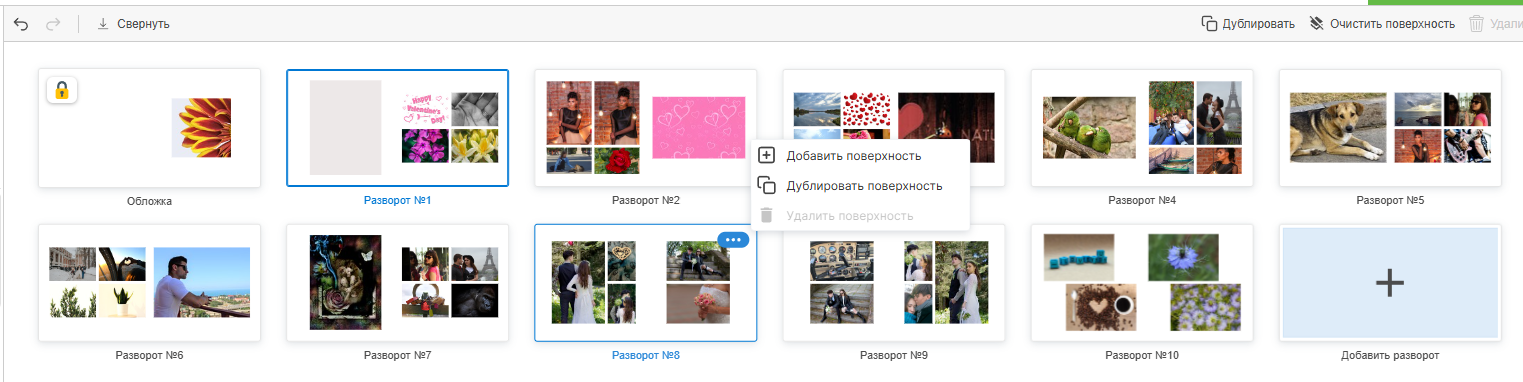 Свернуть
Дублировать
Очистить поверхность
Удали
Happy
Valentine's
Day!
NATU
Добавить поверхность
Дублировать поверхность
Удалить поверхность
Обложка
Разворот №1
Разворот №2
Разворот №4
Разворот №5
Разворот №6
Разворот №7
Разворот №8
Разворот №9
Разворот №10
Добавить разворот